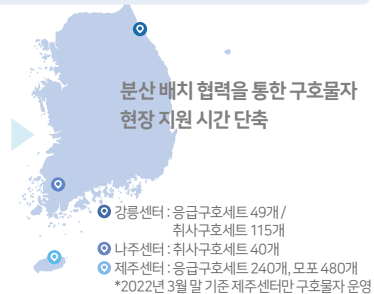 분산 배치 협력을 통한 구호물자
현장 지원 시간 단축
강릉센터 : 응급구호세트 49개 /
취사구호세트 115개
나주센터 : 취사구호세트 40개
제주센터 : 응급구호세트 240개, 모포 480개
*2022년 3월 말 기준 제주센터만 구호물자 운영